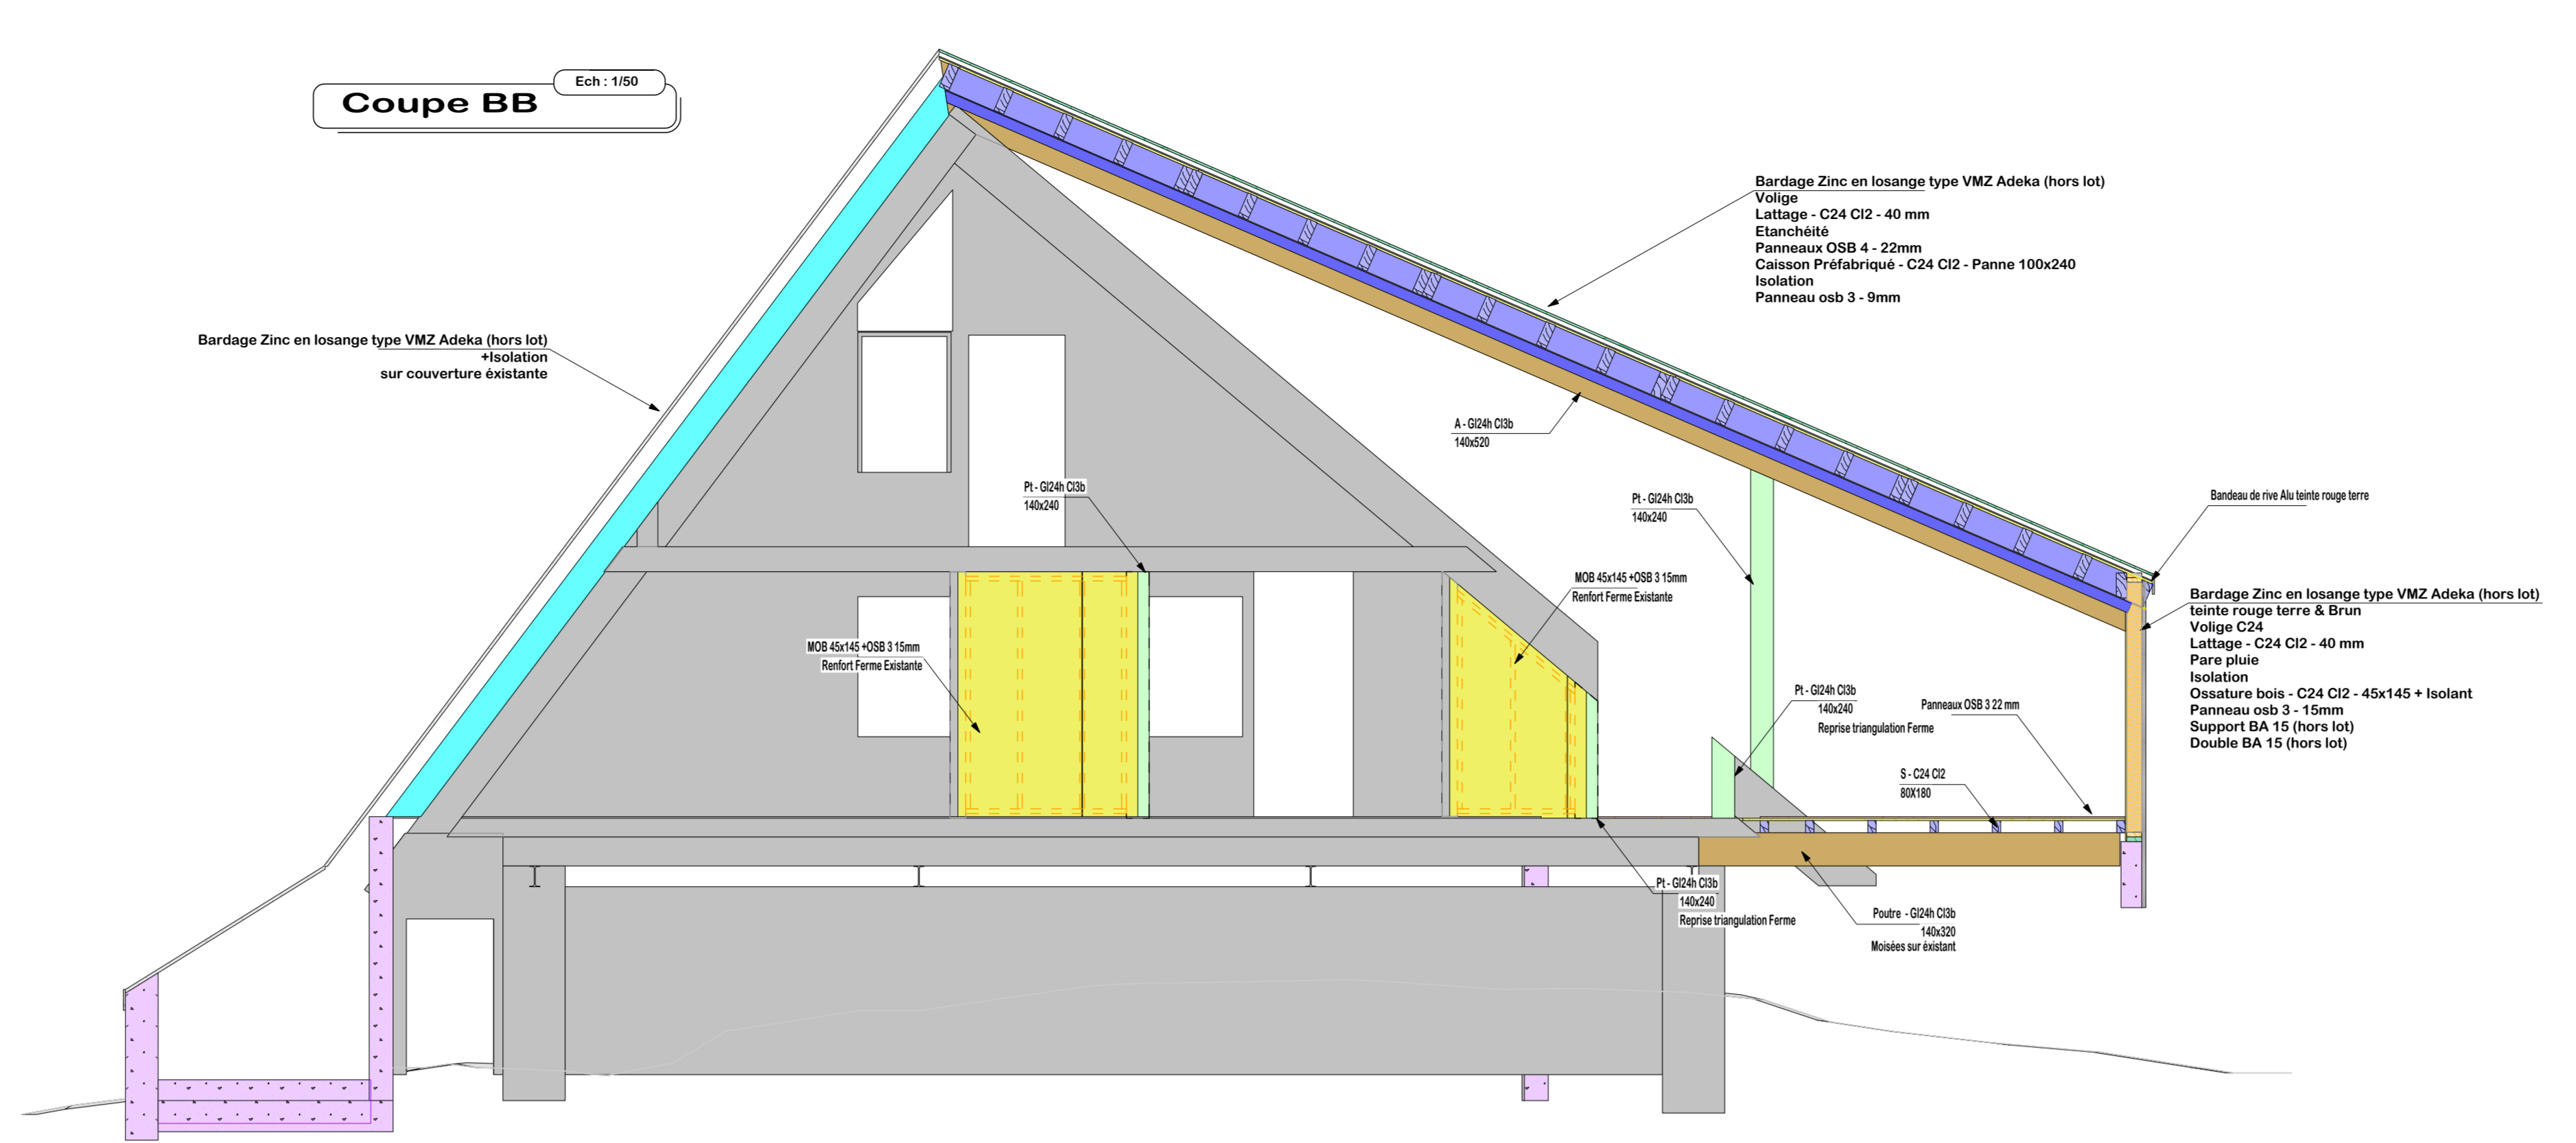 Ech : 1/50
Coupe BB
Bardage Zinc en losange type VMZ Adeka (hors lot)
Volige
Lattage - C24 Cl2 - 40 mm
Etanchéité
Panneaux OSB 4 - 22mm
Caisson Préfabriqué - C24 Cl2 - Panne 100x240
Isolation
Panneau osb 3 - 9mm
Bardage Zinc en losange type VMZ Adeka (hors lot)
+Isolation
sur couverture éxistante
A - Gl24h Cl3b
140x520
Pt - Gl24h Cl3b
140x240
Pt - Gl24h Cl3b
140x240
Bandeau de rive Alu teinte rouge terre
MOB 45x145 +OSB 3 15mm
Renfort Ferme Existante
Bardage Zinc en losange type VMZ Adeka (hors lot)
teinte rouge terre & Brun
Volige C24
Lattage - C24 Cl2 - 40 mm
Pare pluie
Isolation
Ossature bois - C24 Cl2 - 45x145 + Isolant
Panneau osb 3 - 15mm
Support BA 15 (hors lot)
Double BA 15 (hors lot)
MOB 45x145 +OSB 3 15mm
Renfort Ferme Existante
Pt - Gl24h Cl3b
140x240
Reprise triangulation Ferme
Panneaux OSB 3 22 mm
S - C24 Cl2
80X180
Pt - Gl24h Cl3b
140x240
Reprise triangulation Ferme
Poutre - Gl24h Cl3b
140x320
Moisées sur éxistant